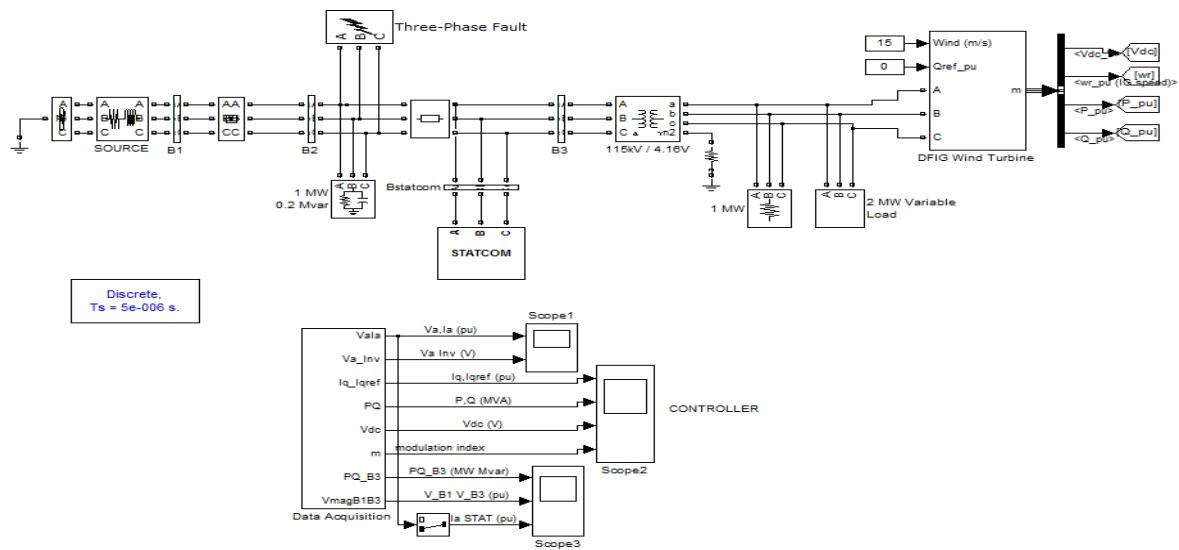 Three-Phase Fault
A B C
15
Wind (m/s)
0
Qref_pu
m
A
B
C
DFIG Wind Turbine
<Vdc_
[Vdc]
[wr]
<wr_pu (IG speed)>
[P_pu]
<P_pu>
[Q_pu]
<Q_pu>
A
C
A A
B B
C C
SOURCE
B1
AA
CC
B2
B3
A a
B b
C c
n2
115kV / 4.16V
1 MW
0.2 Mvar
A B C
Bstatcom
A B C
STATCOM
1 MW
A B C
A B C
2 MW Variable
Load
Discrete,
Ts = 5e-006 s.
VaIa
Va,Ia (pu)
Scope1
Va_Inv
Va Inv (V)
Iq_Iqref
Iq,Iqref (pu)
PQ
P,Q (MVA)
CONTROLLER
Vdc
Vdc (V)
m
modulation index
Scope2
PQ_B3
PQ_B3 (MW Mvar)
VmagB1B3
V_B1 V_B3 (pu)
Data Acquisition
Ia STAT (pu)
Scope3